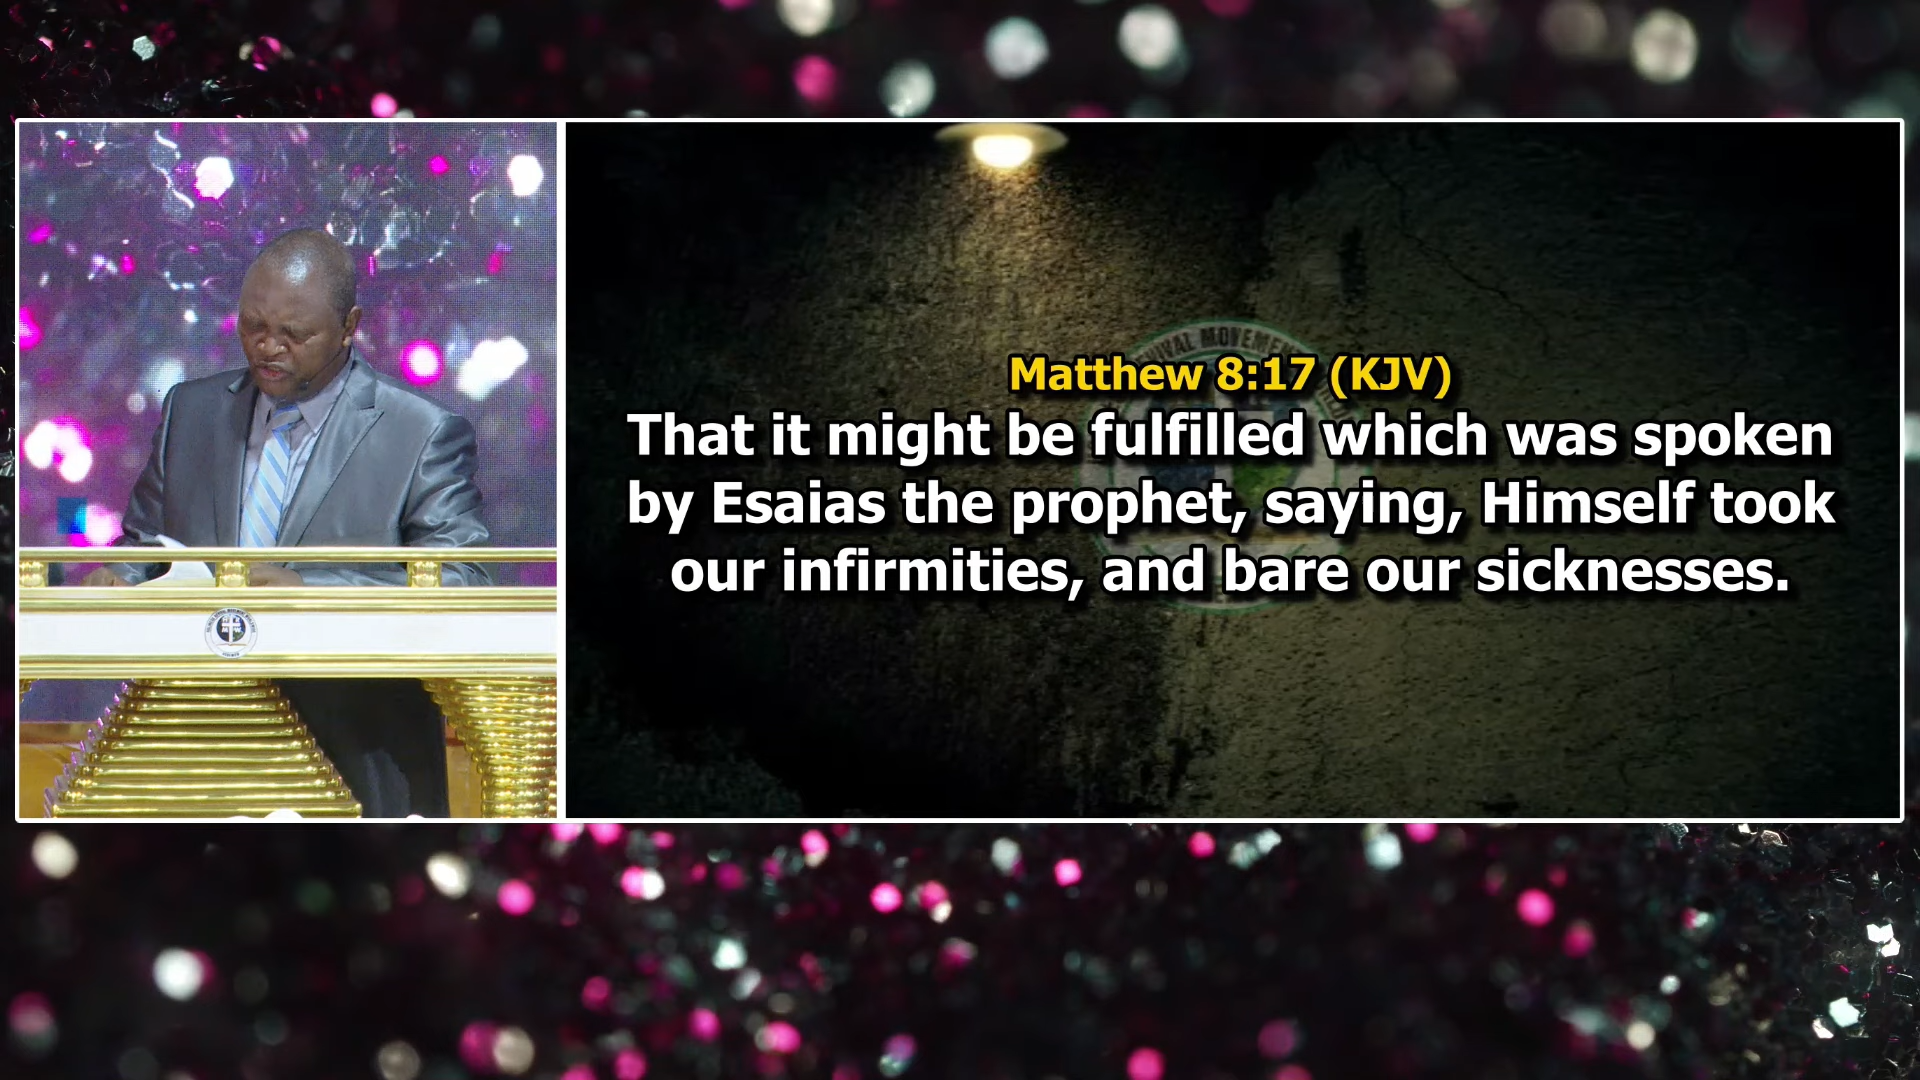 Matthew 8:17 (KJV)
That it might be fulfilled which was spoken
by Esaias the prophet, saying, Himself took
our infirmities, and bare our sicknesses.